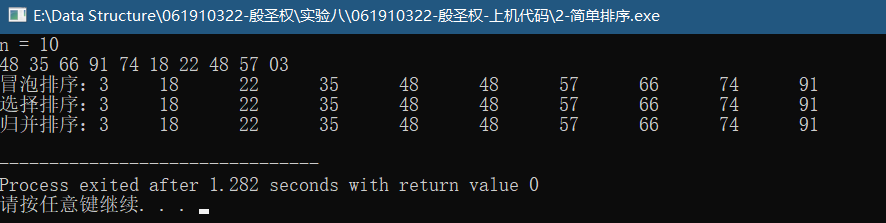 E:\Data Structure\061910322-殷圣权\实验八\061910322-殷圣权-上机代码\2-简单排序.exe
n = 10
48 35 66 91 74 18 22 48 57 03
冒泡排序: 3 18 22 35 48 48 57 66 74 91
选择排序: 3 18 22 35 48 48 57 66 74 91
归并排序: 3 18 22 35 48 48 57 66 74 91
--------------------------------
Process exited after 1.282 seconds with return value 0
请按任意键继续. . .